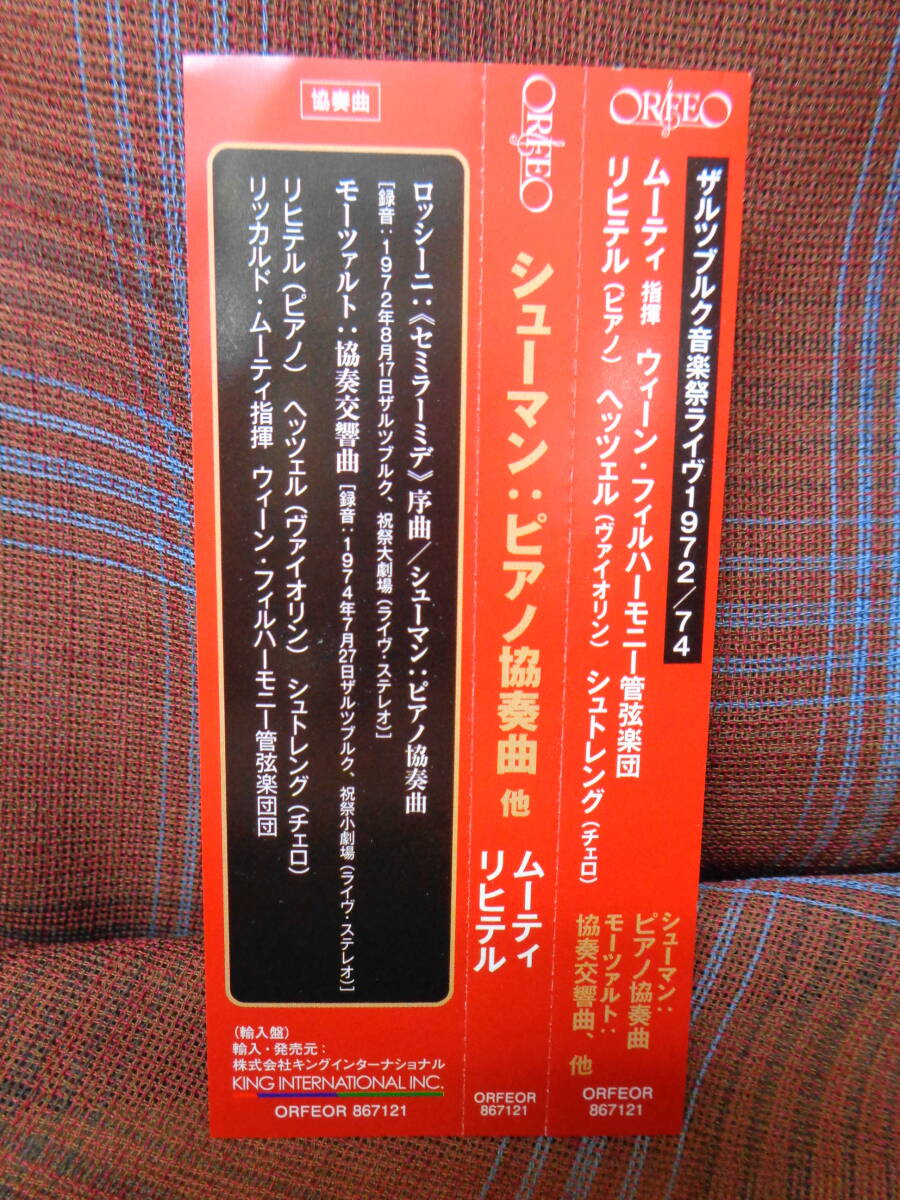 ORFEO
ザルツブルク音楽祭ライヴ1972／74
ムーティ 指揮 ウィーン・フィルハーモニー管弦楽団
リヒテル（ピアノ） ヘッツェル（ヴァイオリン） シュトレング（チェロ）
シューマン：
ピアノ協奏曲
モーツァルト：
協奏交響曲、他
ORFEOR
867121
ORFEO
シューマン：ピアノ協奏曲 他
ムーティ
リヒテル
ORFEOR
867121
協奏曲
ロッシーニ：《セミラーミデ》序曲／シューマン：ピアノ協奏曲
［録音：1972年8月17日ザルツブルク、祝祭大劇場（ライヴ・ステレオ）］
モーツァルト：協奏交響曲［録音：1974年7月27日ザルツブルク、祝祭小劇場（ライヴ・ステレオ）］
リヒテル（ピアノ） ヘッツェル（ヴァイオリン） シュトレング（チェロ）
リッカルド・ムーティ指揮 ウィーン・フィルハーモニー管弦楽団団
（輸入盤）
輸入・発売元：
株式会社キングインターナショナル
KING INTERNATIONAL INC.
ORFEOR 867121